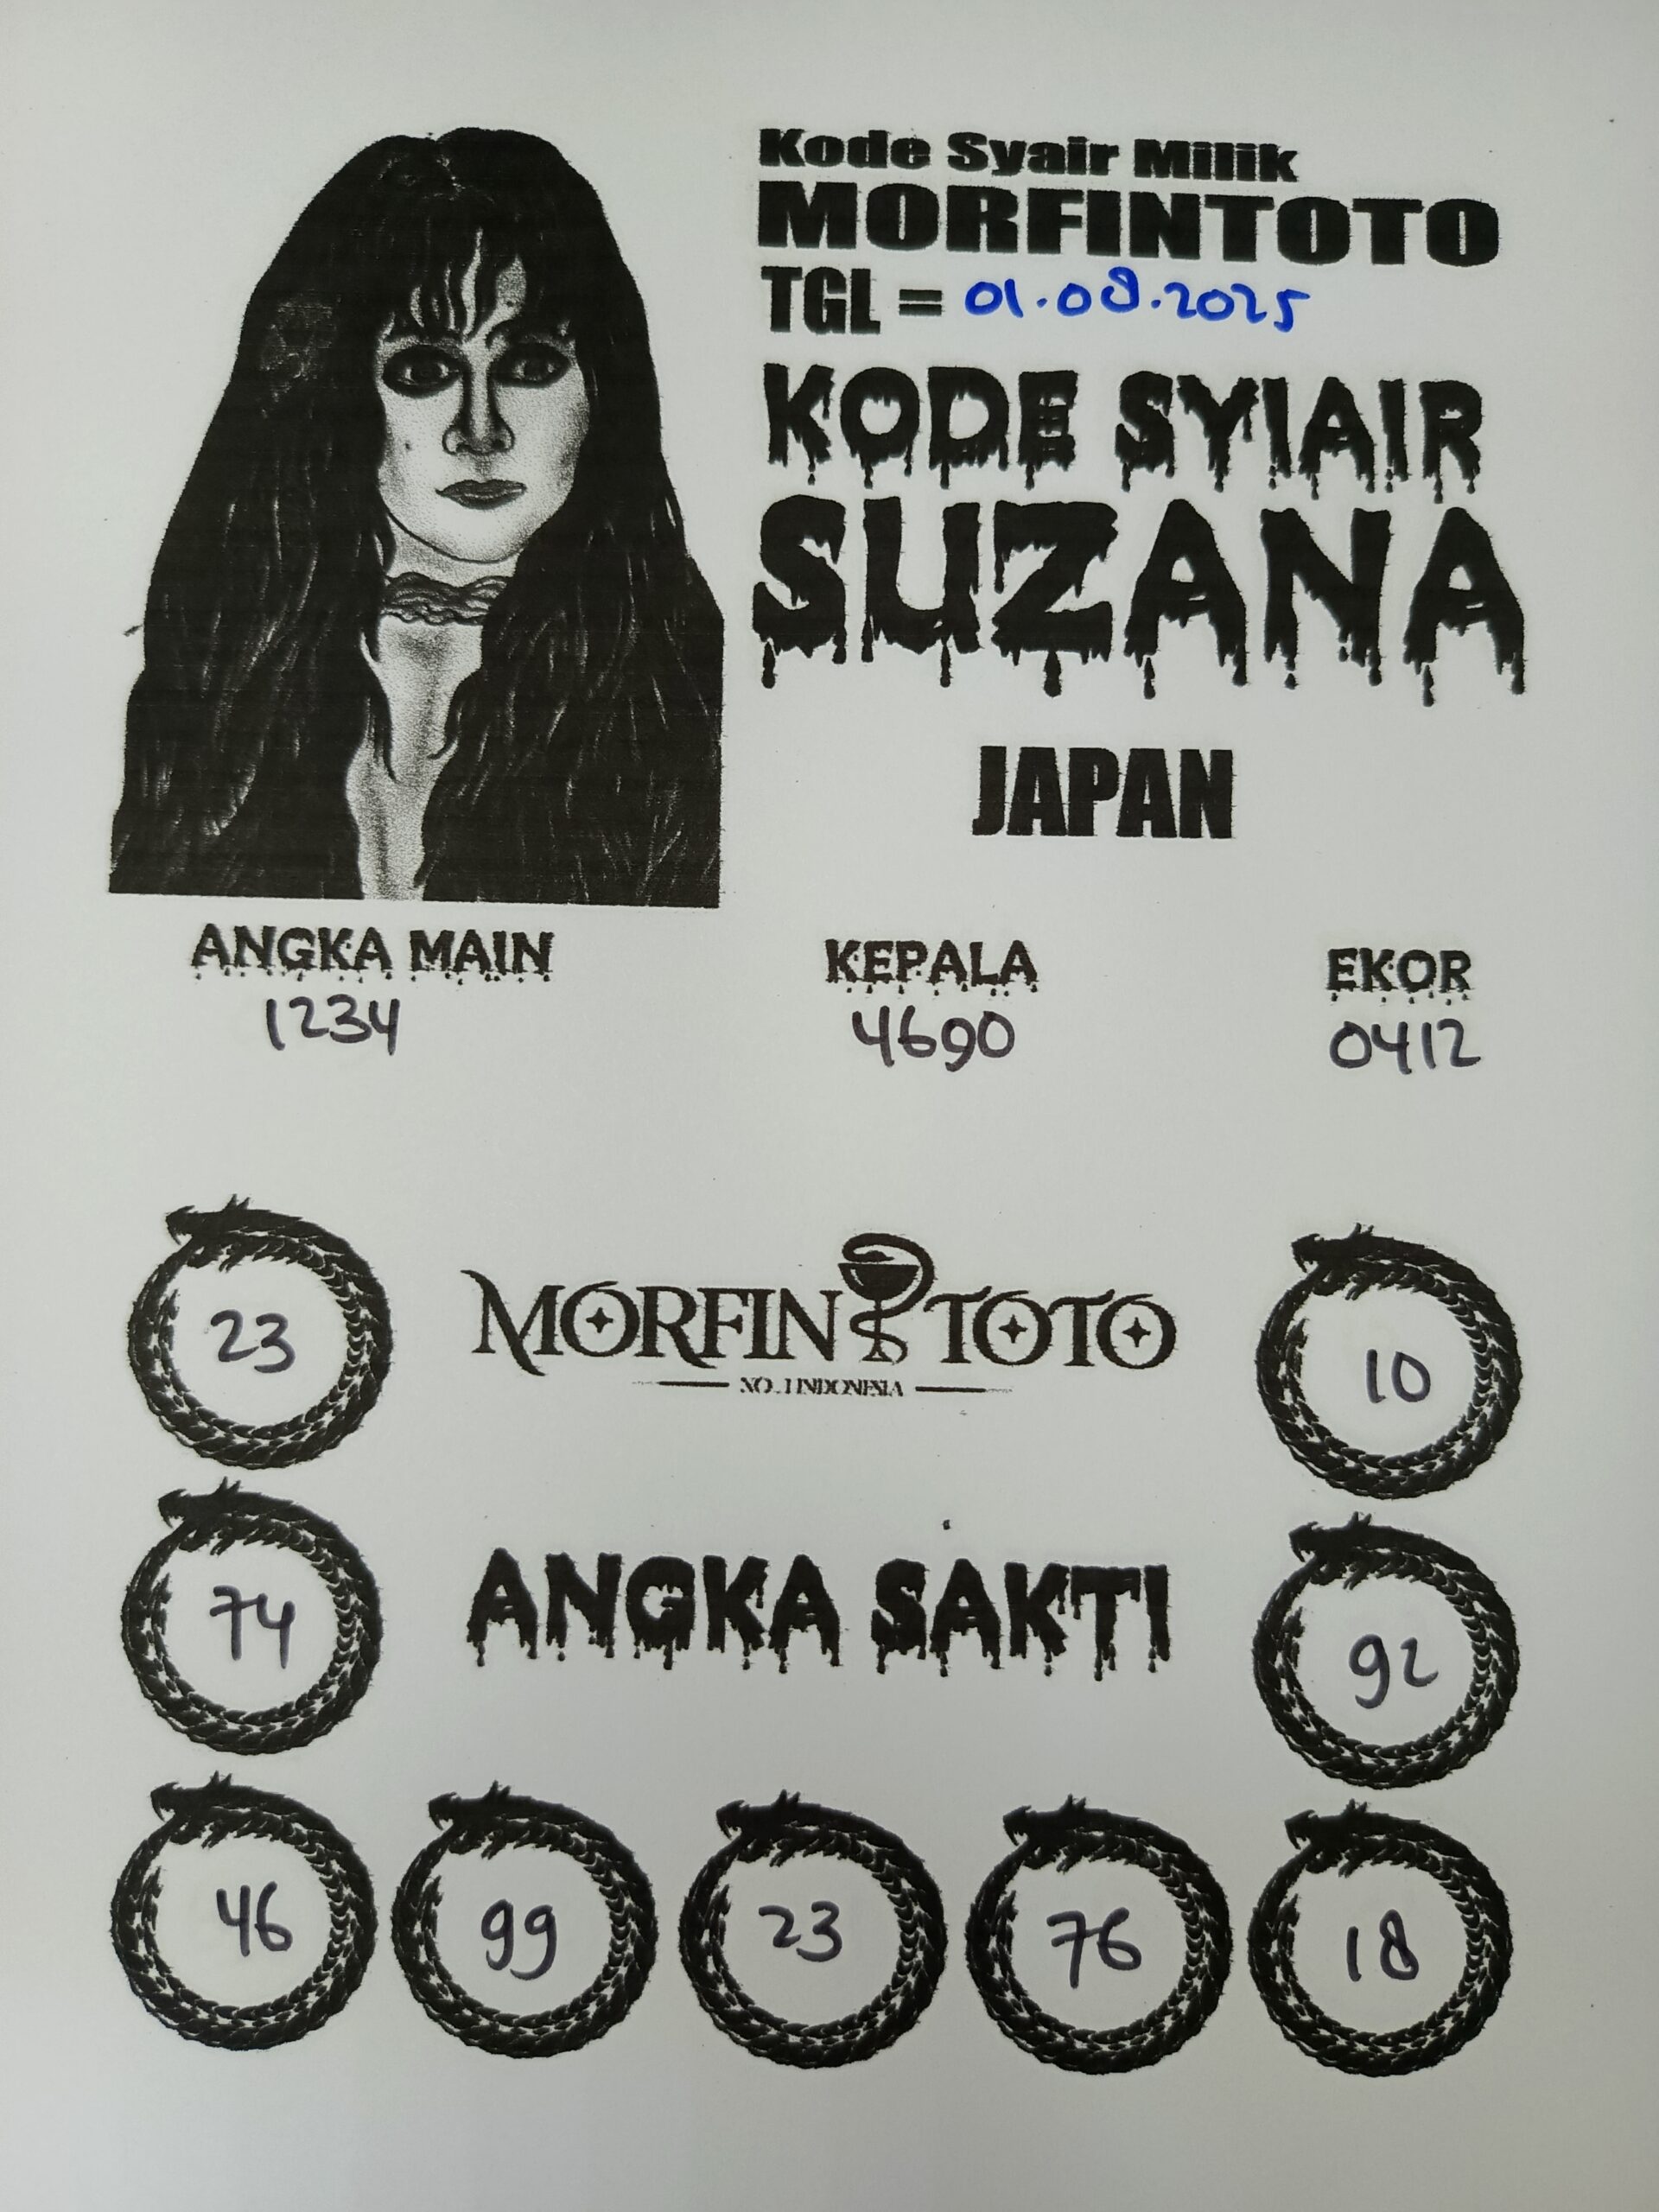 Kode Syair Milik
MORFINTOTO
TGL = 01.08.2025
KODE SYIAIR
SUZANA
JAPAN
ANGKA MAIN KEPALA EKOR
1234 4690 0412
23 MORFIN TOTO 10
NO.1 INDONESIA
74 ANGKA SAKTI 92
46 99 23 76 18